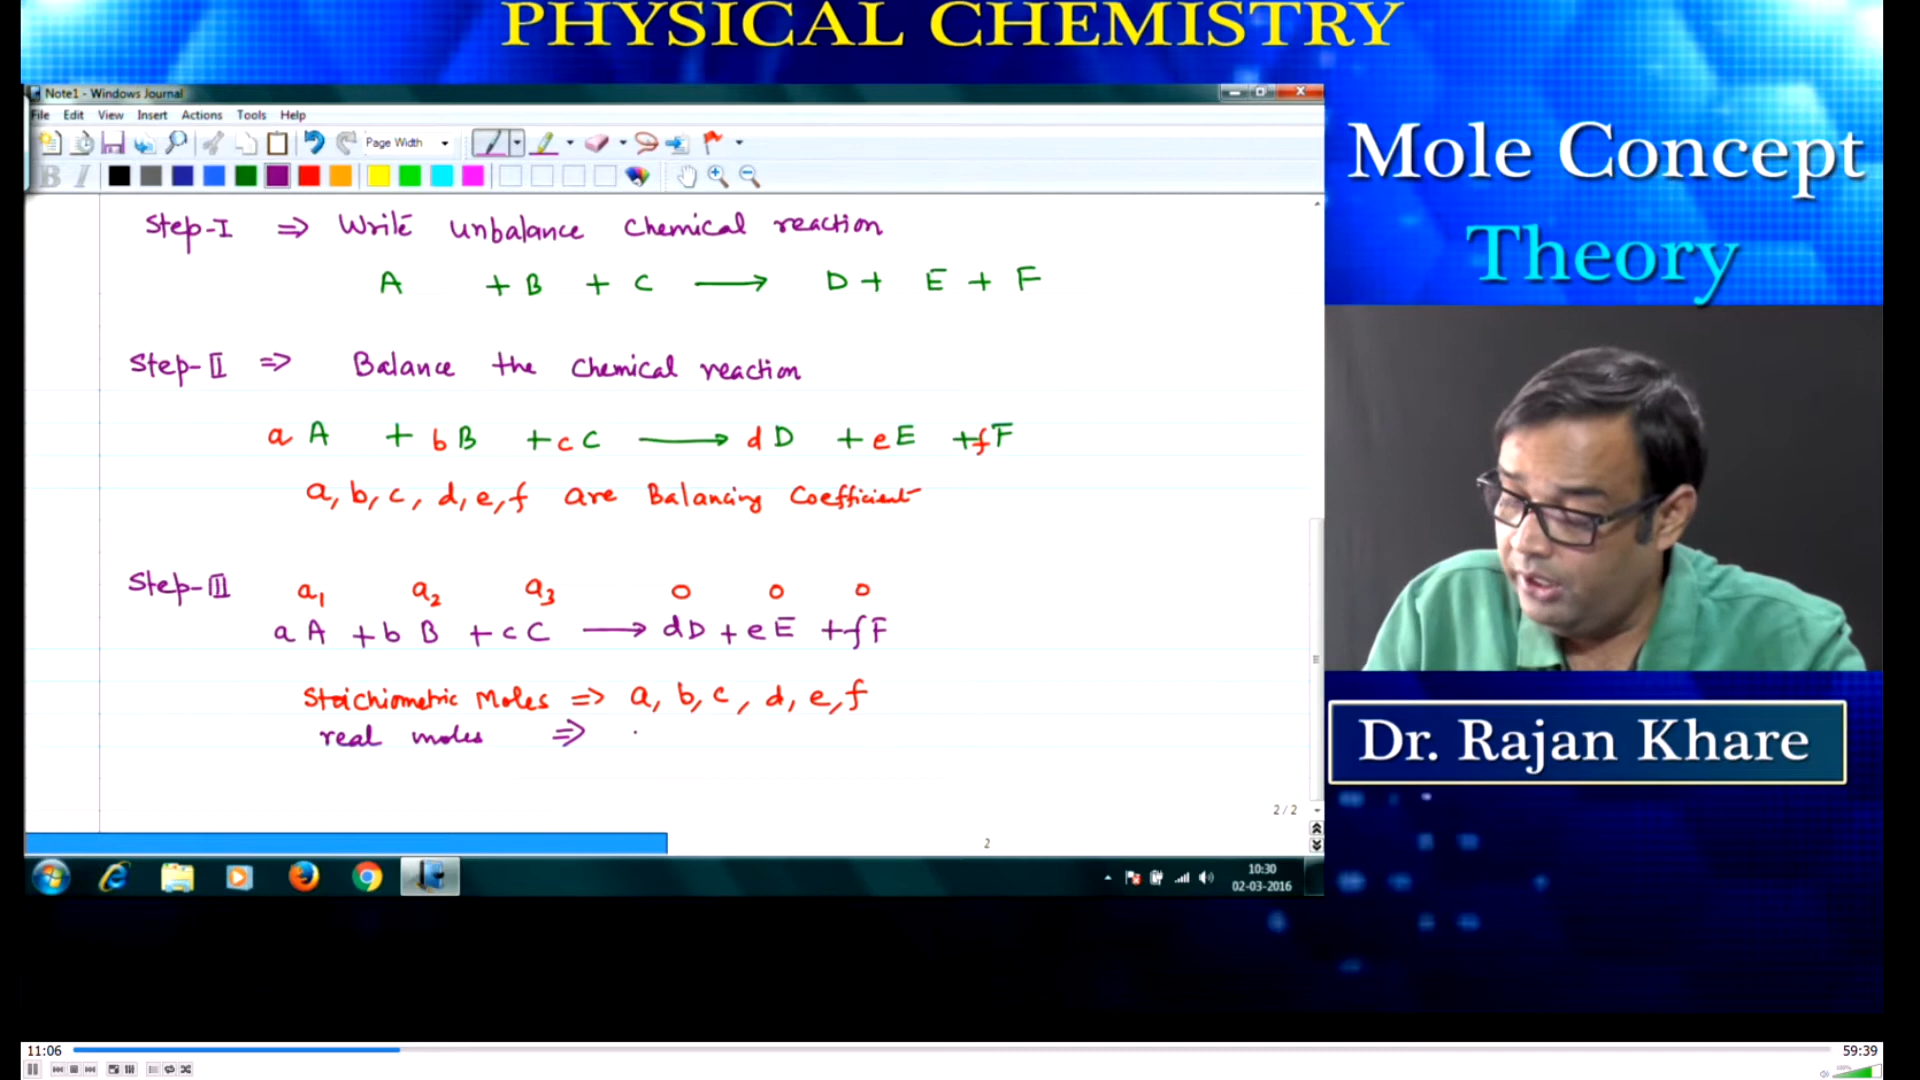 PHYSICAL CHEMISTRY
Note1 - Windows Journal
File Edit View Insert Actions Tools Help
Page Width
B I
Mole Concept
Theory
Step-I ⇒ Write unbalance chemical reaction
A + B + C ⟶ D + E + F
Step-II ⇒ Balance the chemical reaction
a A + b B + c C ⟶ d D + e E + f F
a, b, c, d, e, f are Balancing Coefficient
Step-III a₁ a₂ a₃ 0 0 0
a A + b B + c C ⟶ d D + e E + f F
Stoichiometric Moles ⇒ a, b, c, d, e, f
real moles ⇒
Dr. Rajan Khare
2 / 2
2
10:30
02-03-2016
11:06
59:39
100%